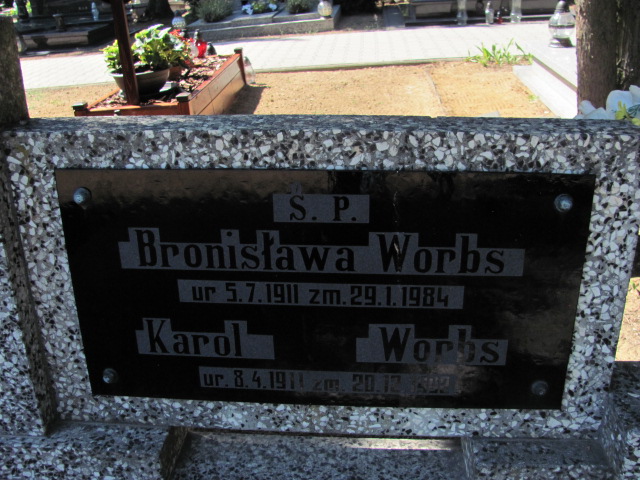 Ś. P.
Bronisława Worbs
ur 5.7.1911 zm. 29.1.1984
Karol Worbs
ur. 8.4.1911 zm. 20.12.